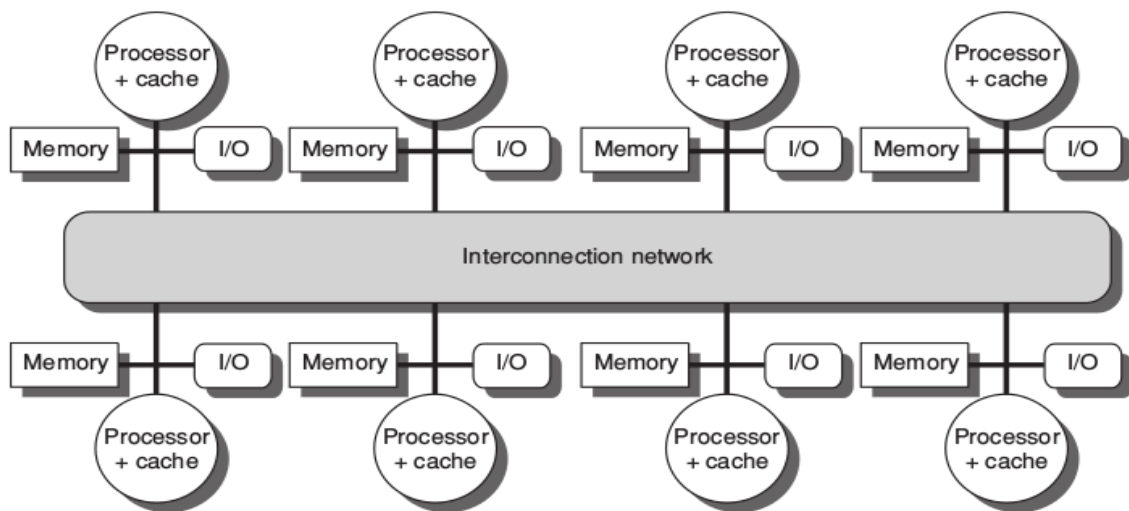 Processor
+ cache
Processor
+ cache
Processor
+ cache
Processor
+ cache
Memory
I/O
Memory
I/O
Memory
I/O
Memory
I/O
Interconnection network
Memory
I/O
Memory
I/O
Memory
I/O
Memory
I/O
Processor
+ cache
Processor
+ cache
Processor
+ cache
Processor
+ cache